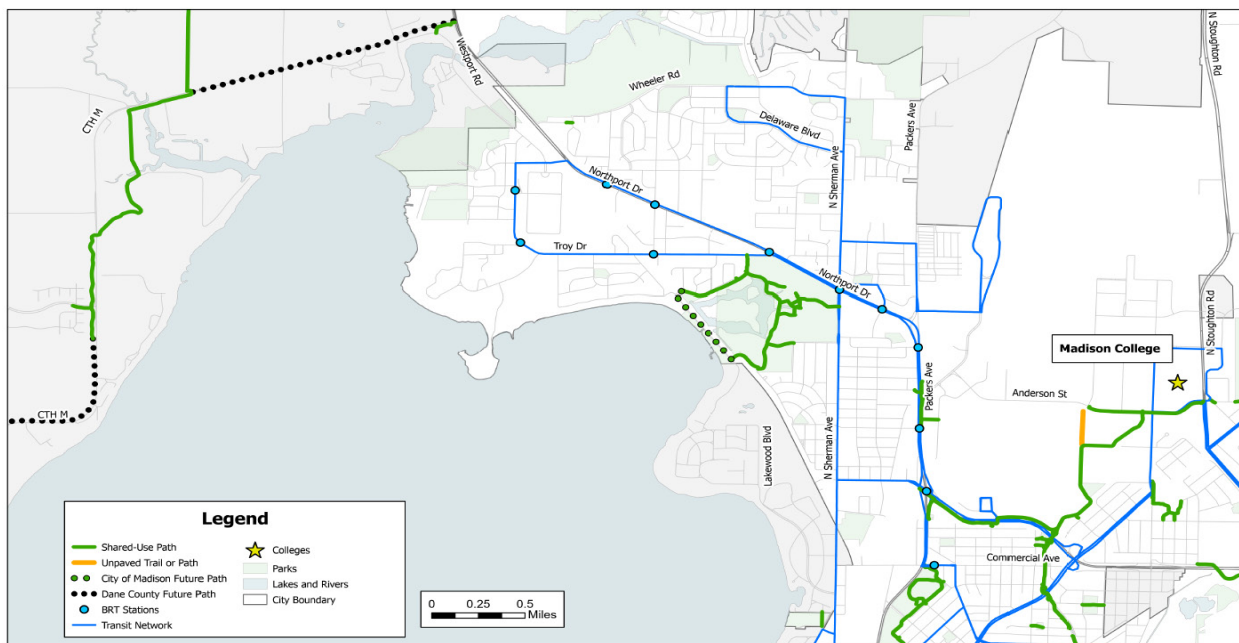 N Stoughton Rd
Westport Rd
Wheeler Rd
CTH M
Delaware Blvd
Packers Ave
N Sherman Ave
Northport Dr
Troy Dr
Northport Dr
N Stoughton Rd
Madison College
Packers Ave
Anderson St
CTH M
N Sherman Ave
Lakewood Blvd
Commercial Ave
Legend
Shared-Use Path
Unpaved Trail or Path
City of Madison Future Path
Dane County Future Path
BRT Stations
Transit Network
Colleges
Parks
Lakes and Rivers
City Boundary
0 0.25 0.5
Miles